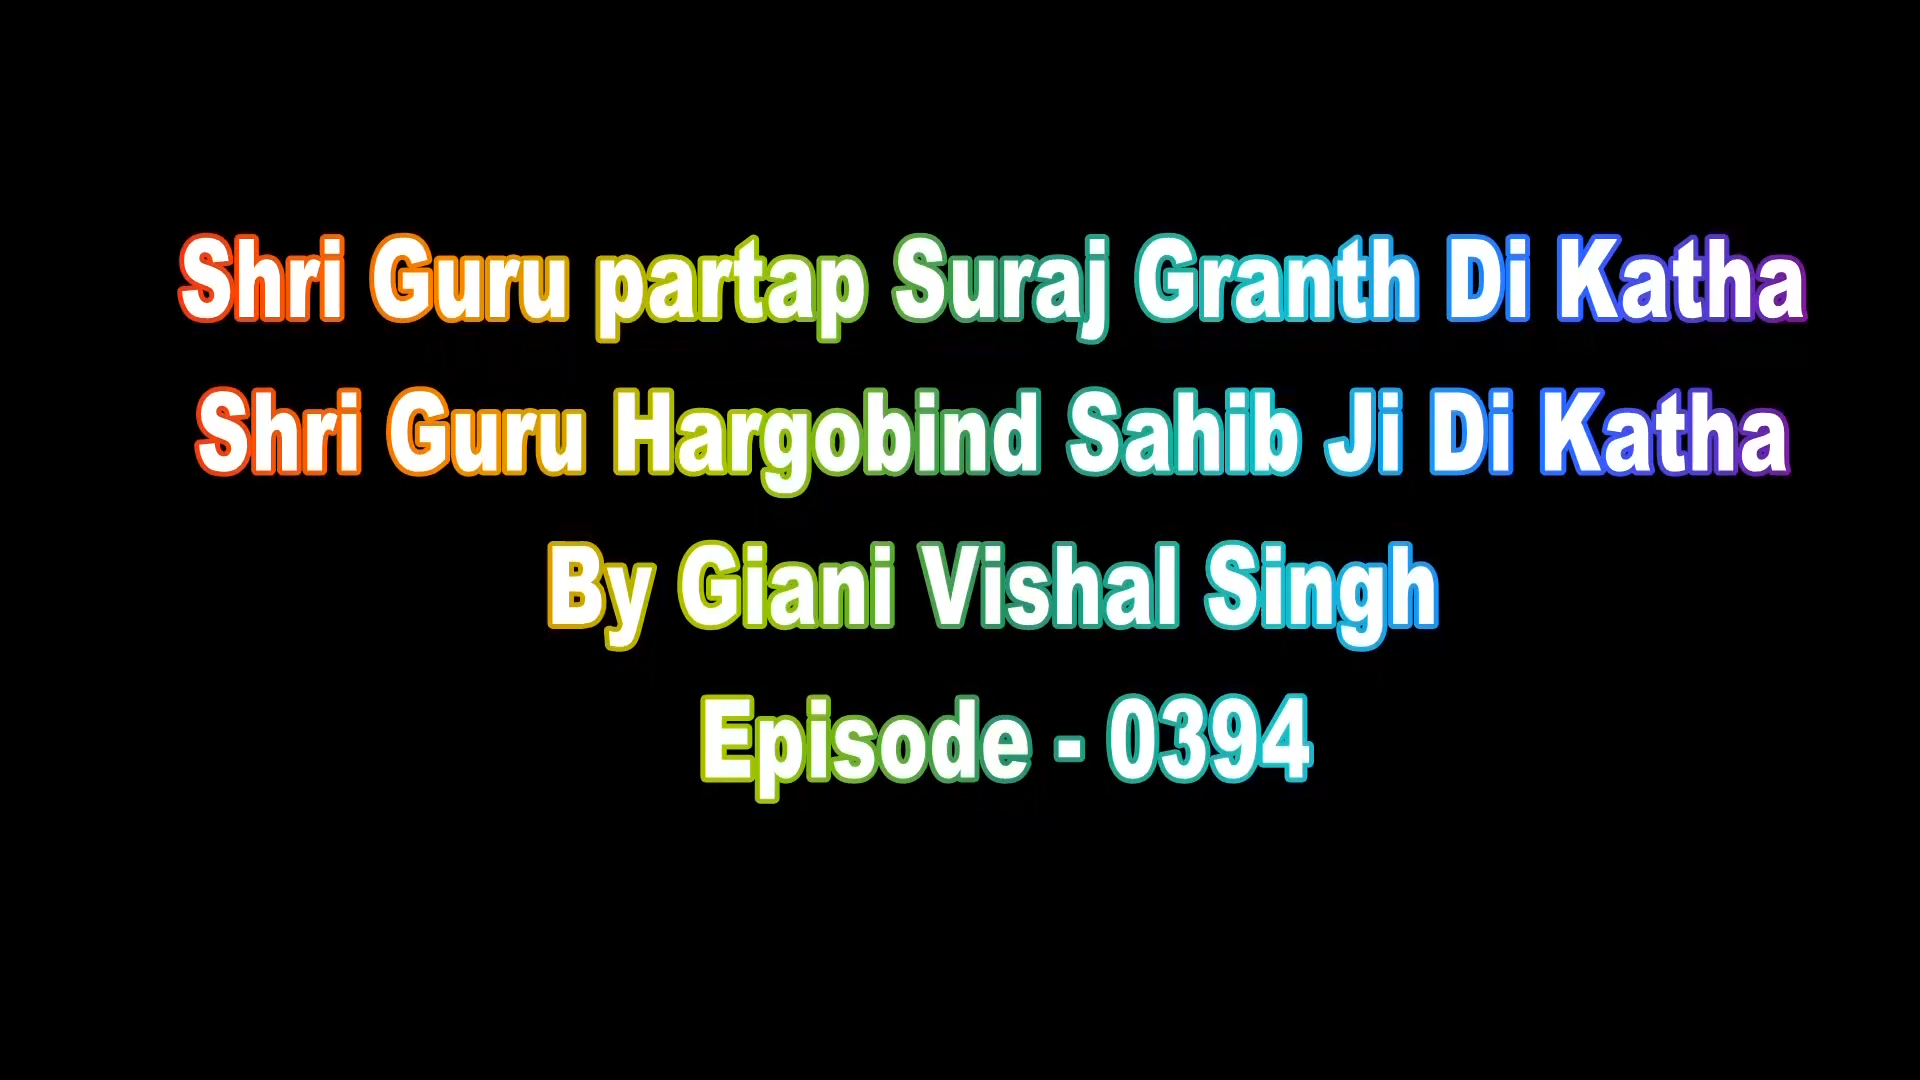 Shri Guru partap Suraj Granth Di Katha
Shri Guru Hargobind Sahib Ji Di Katha
By Giani Vishal Singh
Episode - 0394